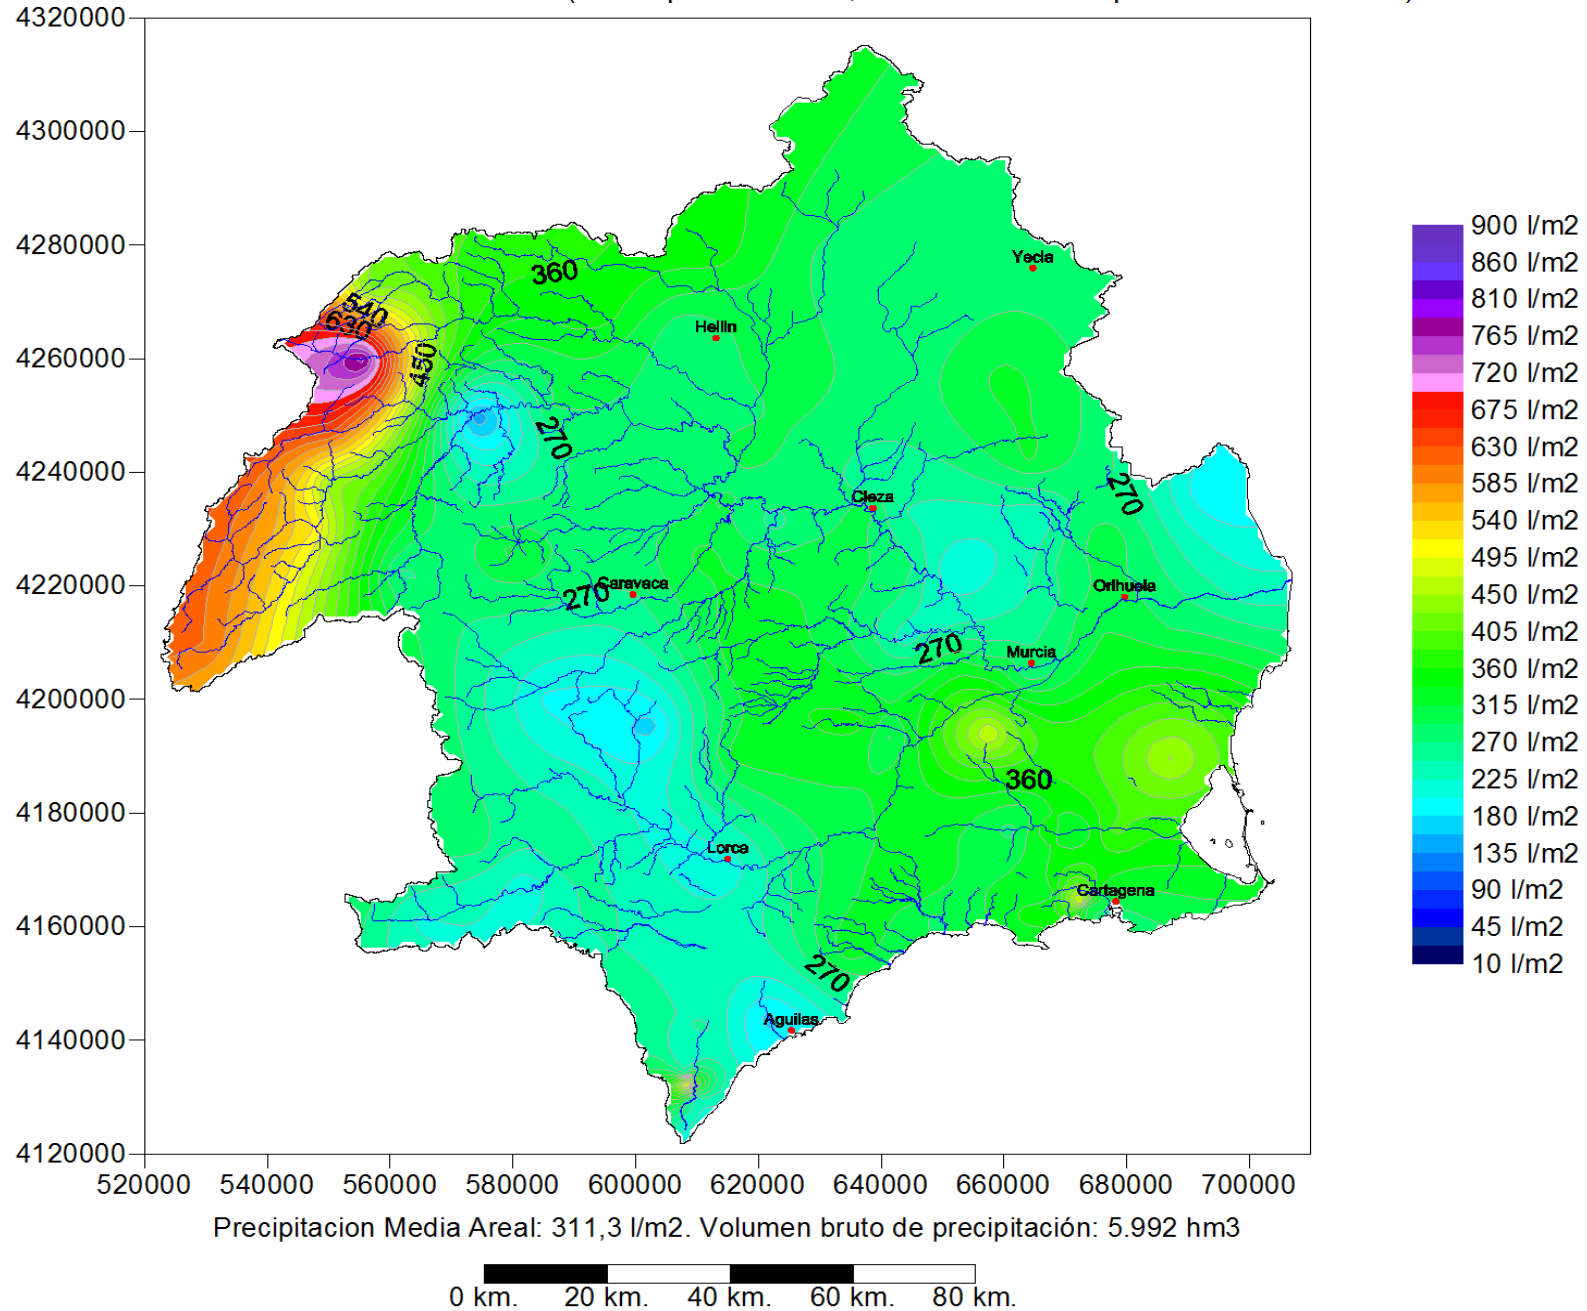 4320000
4300000
4280000
4260000
4240000
4220000
4200000
4180000
4160000
4140000
4120000
520000 540000 560000 580000 600000 620000 640000 660000 680000 700000
360
540
630
450
270
270
270
270
360
270
Yecla
Hellin
Cieza
Caravaca
Orihuela
Murcia
Lorca
Cartagena
Aguilas
900 l/m2
860 l/m2
810 l/m2
765 l/m2
720 l/m2
675 l/m2
630 l/m2
585 l/m2
540 l/m2
495 l/m2
450 l/m2
405 l/m2
360 l/m2
315 l/m2
270 l/m2
225 l/m2
180 l/m2
135 l/m2
90 l/m2
45 l/m2
10 l/m2
Precipitacion Media Areal: 311,3 l/m2. Volumen bruto de precipitación: 5.992 hm3
0 km. 20 km. 40 km. 60 km. 80 km.